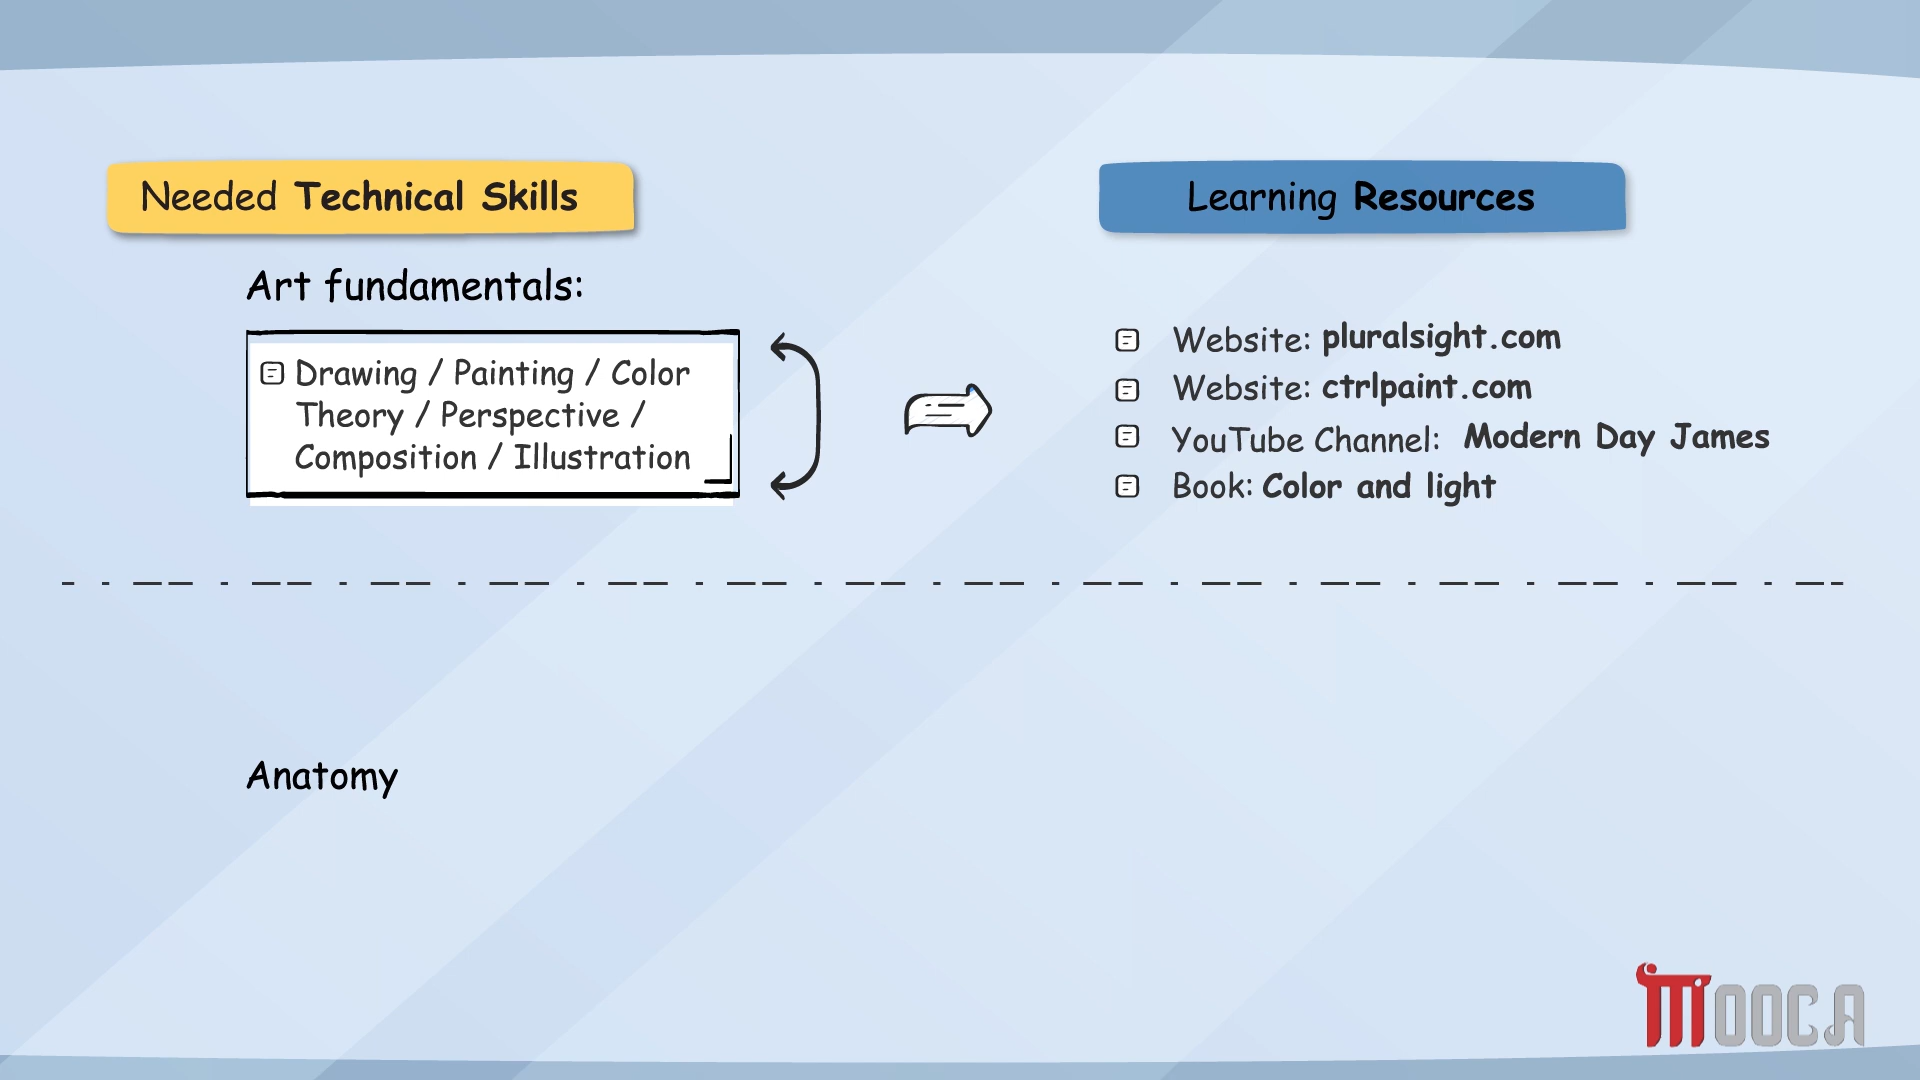 Needed Technical Skills
Learning Resources
Art fundamentals:
Drawing / Painting / Color
Theory / Perspective /
Composition / Illustration
Website: pluralsight.com
Website: ctrlpaint.com
YouTube Channel: Modern Day James
Book: Color and light
Anatomy
MOOCA